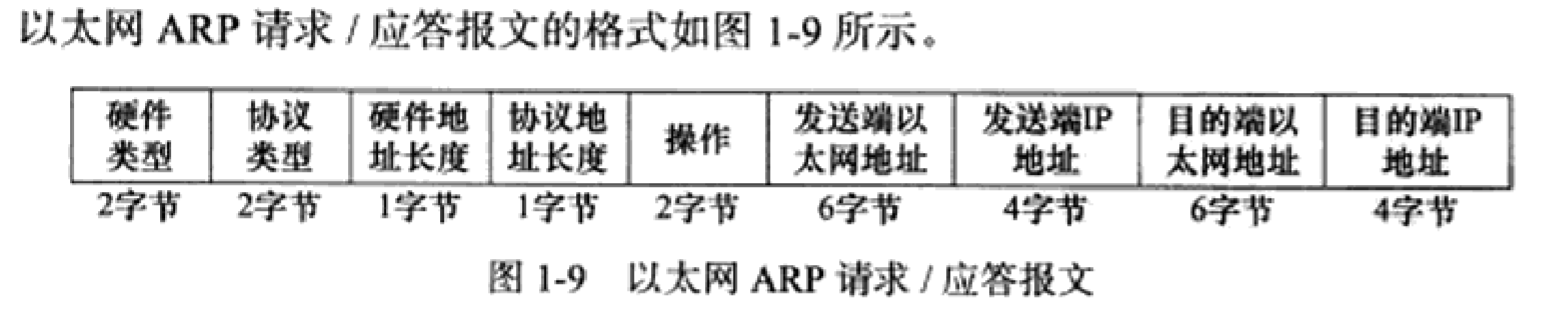 以太网 ARP 请求 / 应答报文的格式如图 1-9 所示。
硬件类型 协议类型 硬件地址长度 协议地址长度 操作 发送端以太网地址 发送端IP地址 目的端以太网地址 目的端IP地址
2字节 2字节 1字节 1字节 2字节 6字节 4字节 6字节 4字节
图 1-9 以太网 ARP 请求 / 应答报文